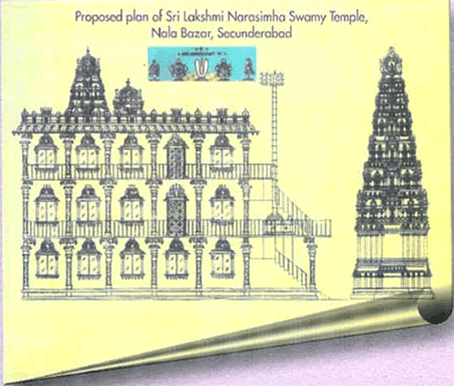 Proposed plan of Sri Lakshmi Narasimha Swamy Temple,
Nala Bazar, Secunderabad